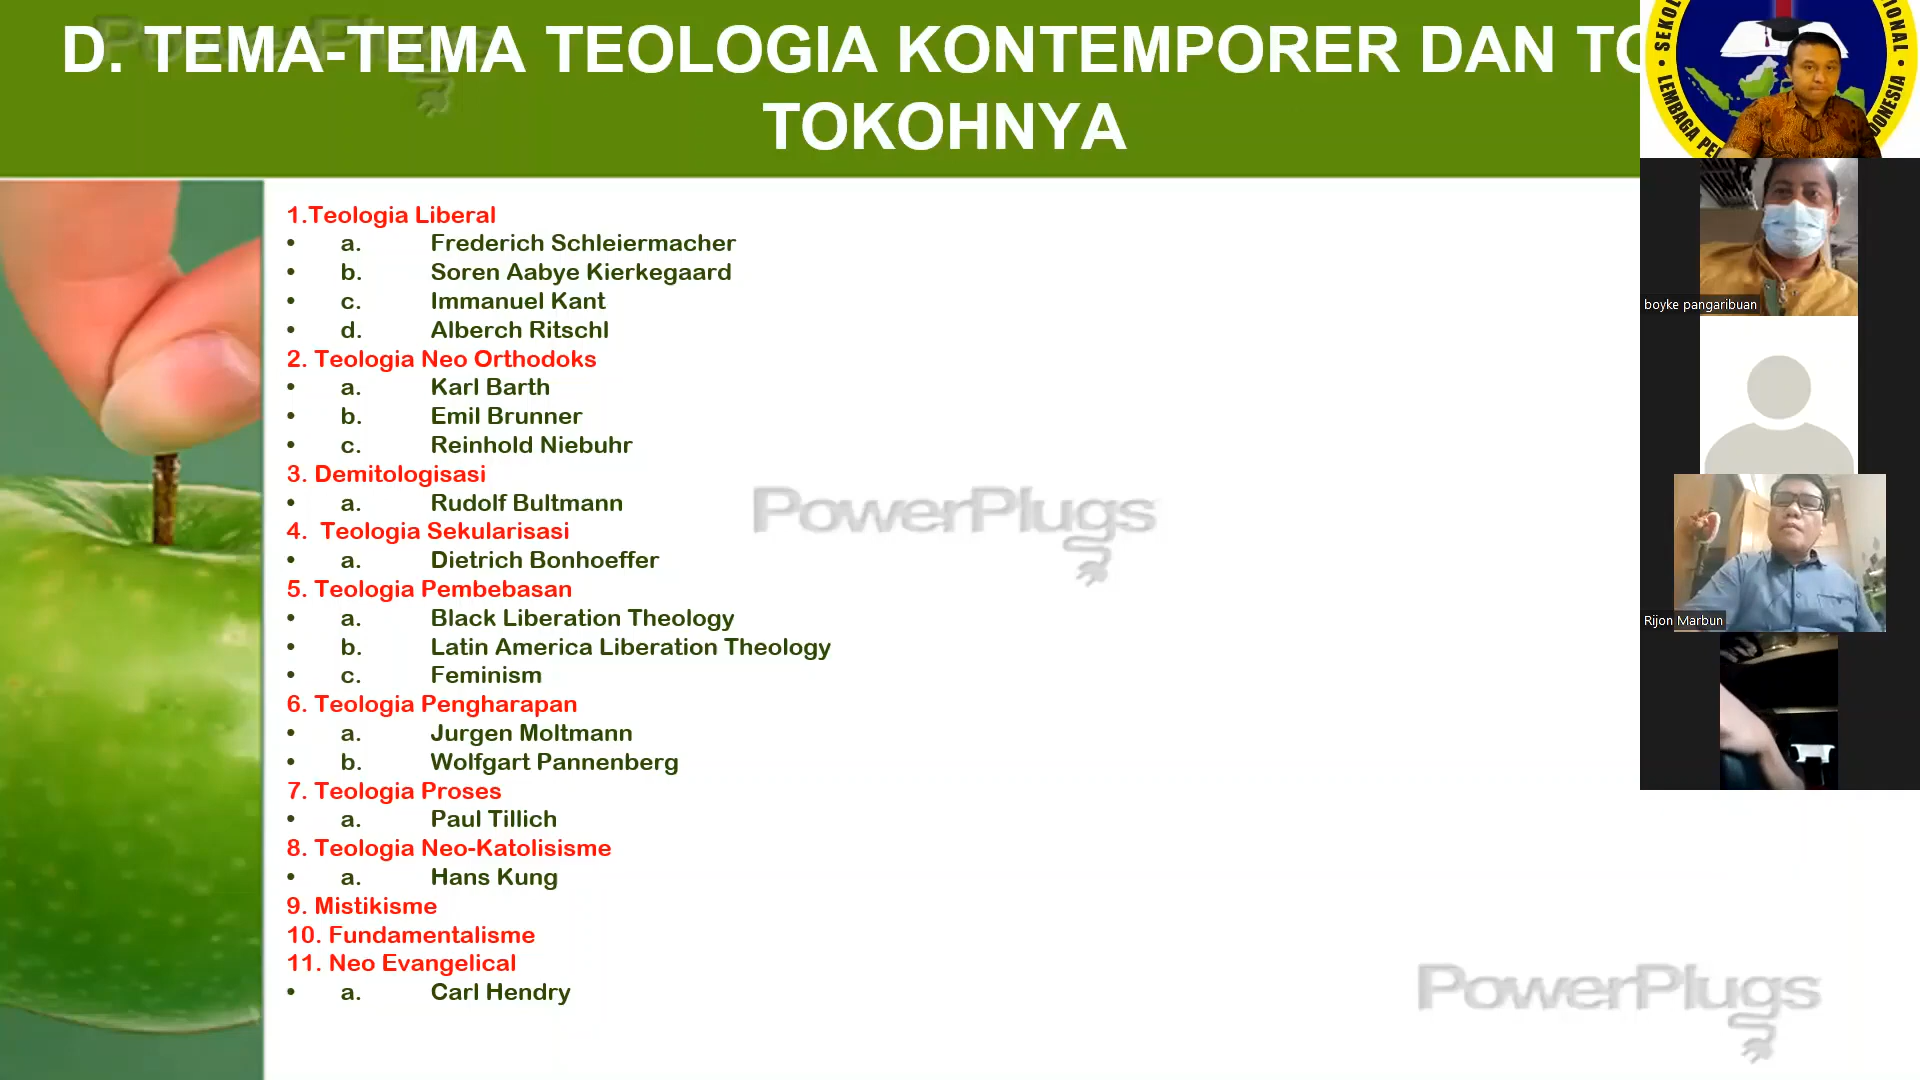 D. TEMA-TEMA TEOLOGIA KONTEMPORER DAN
TOKOHNYA
PowerPlugs
1.Teologia Liberal
• a. Frederich Schleiermacher
• b. Soren Aabye Kierkegaard
• c. Immanuel Kant
• d. Alberch Ritschl
2. Teologia Neo Orthodoks
• a. Karl Barth
• b. Emil Brunner
• c. Reinhold Niebuhr
3. Demitologisasi
• a. Rudolf Bultmann
4. Teologia Sekularisasi
• a. Dietrich Bonhoeffer
5. Teologia Pembebasan
• a. Black Liberation Theology
• b. Latin America Liberation Theology
• c. Feminism
6. Teologia Pengharapan
• a. Jurgen Moltmann
• b. Wolfgart Pannenberg
7. Teologia Proses
• a. Paul Tillich
8. Teologia Neo-Katolisisme
• a. Hans Kung
9. Mistikisme
10. Fundamentalisme
11. Neo Evangelical
• a. Carl Hendry
PowerPlugs
PowerPlugs
LEMBAGA
boyke pangaribuan
Rijon Marbun